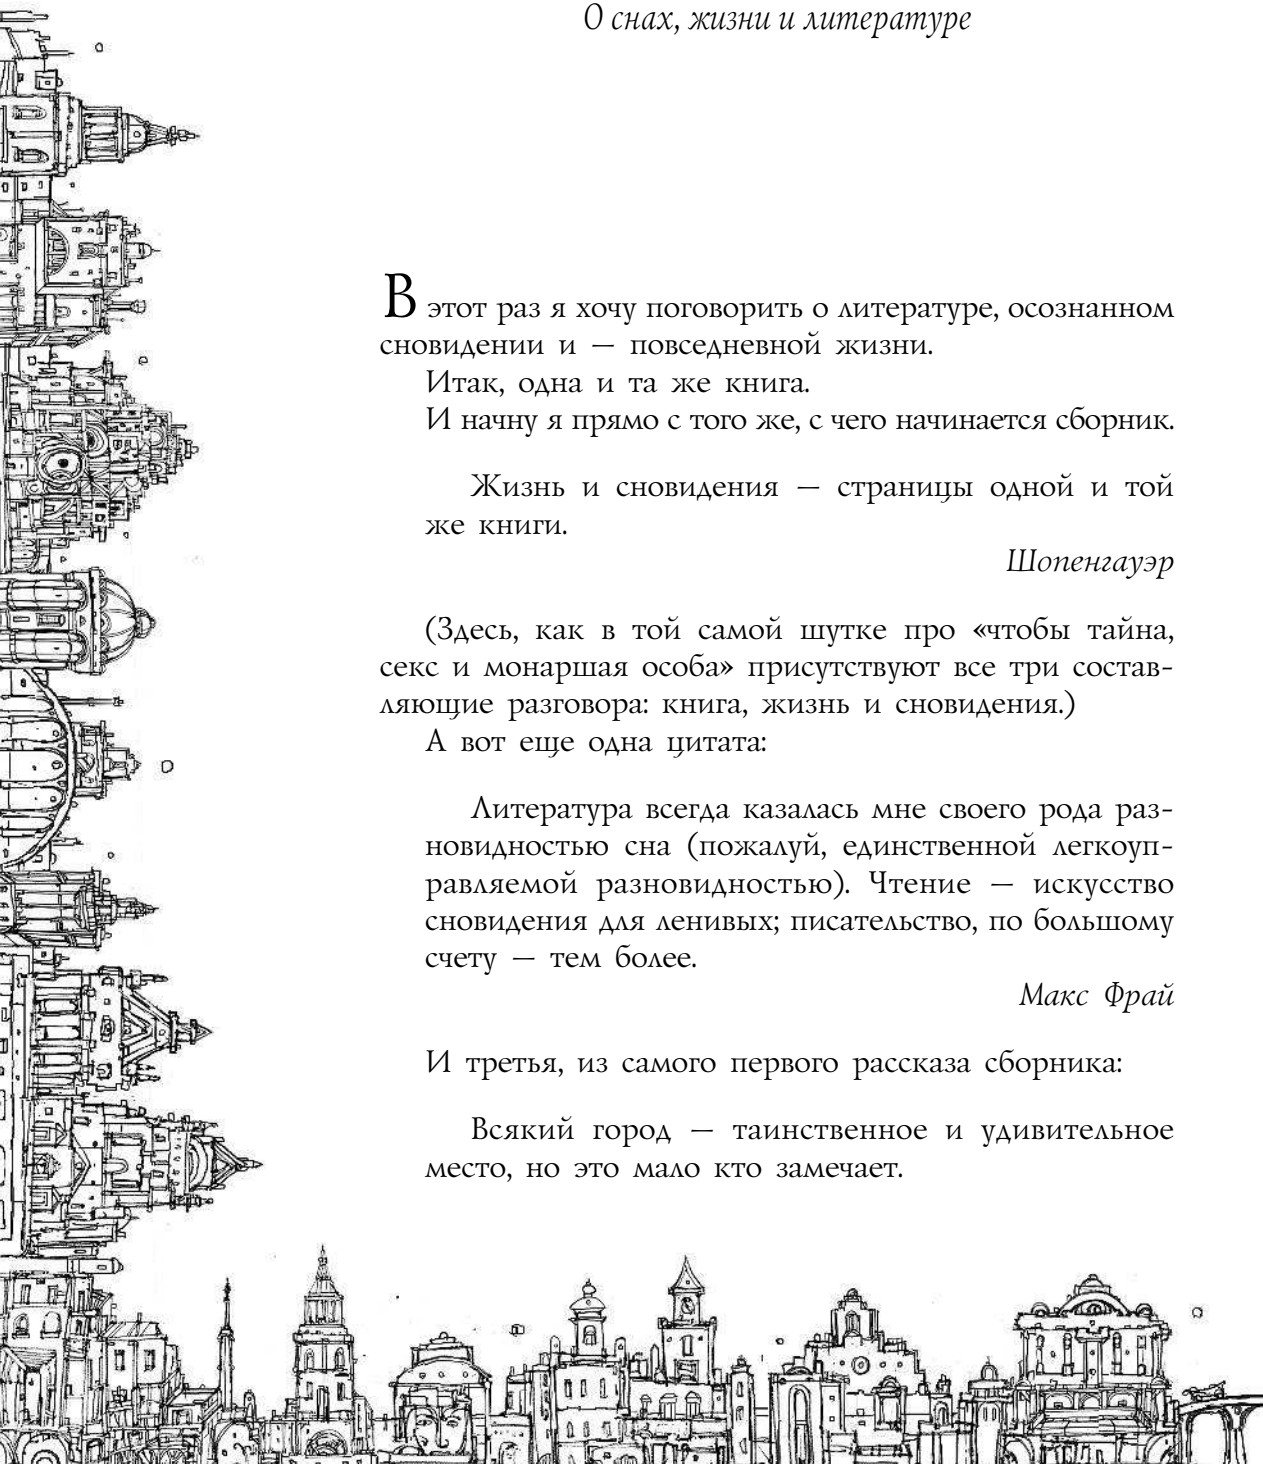 О снах, жизни и литературе
В этот раз я хочу поговорить о литературе, осознанном
сновидении и — повседневной жизни.
Итак, одна и та же книга.
И начну я прямо с того же, с чего начинается сборник.
Жизнь и сновидения — страницы одной и той
же книги.
Шопенгауэр
(Здесь, как в той самой шутке про «чтобы тайна,
секс и монаршая особа» присутствуют все три состав-
ляющие разговора: книга, жизнь и сновидения.)
А вот еще одна цитата:
Литература всегда казалась мне своего рода раз-
новидностью сна (пожалуй, единственной легкоуп-
равляемой разновидностью). Чтение — искусство
сновидения для ленивых; писательство, по большому
счету — тем более.
Макс Фрай
И третья, из самого первого рассказа сборника:
Всякий город — таинственное и удивительное
место, но это мало кто замечает.